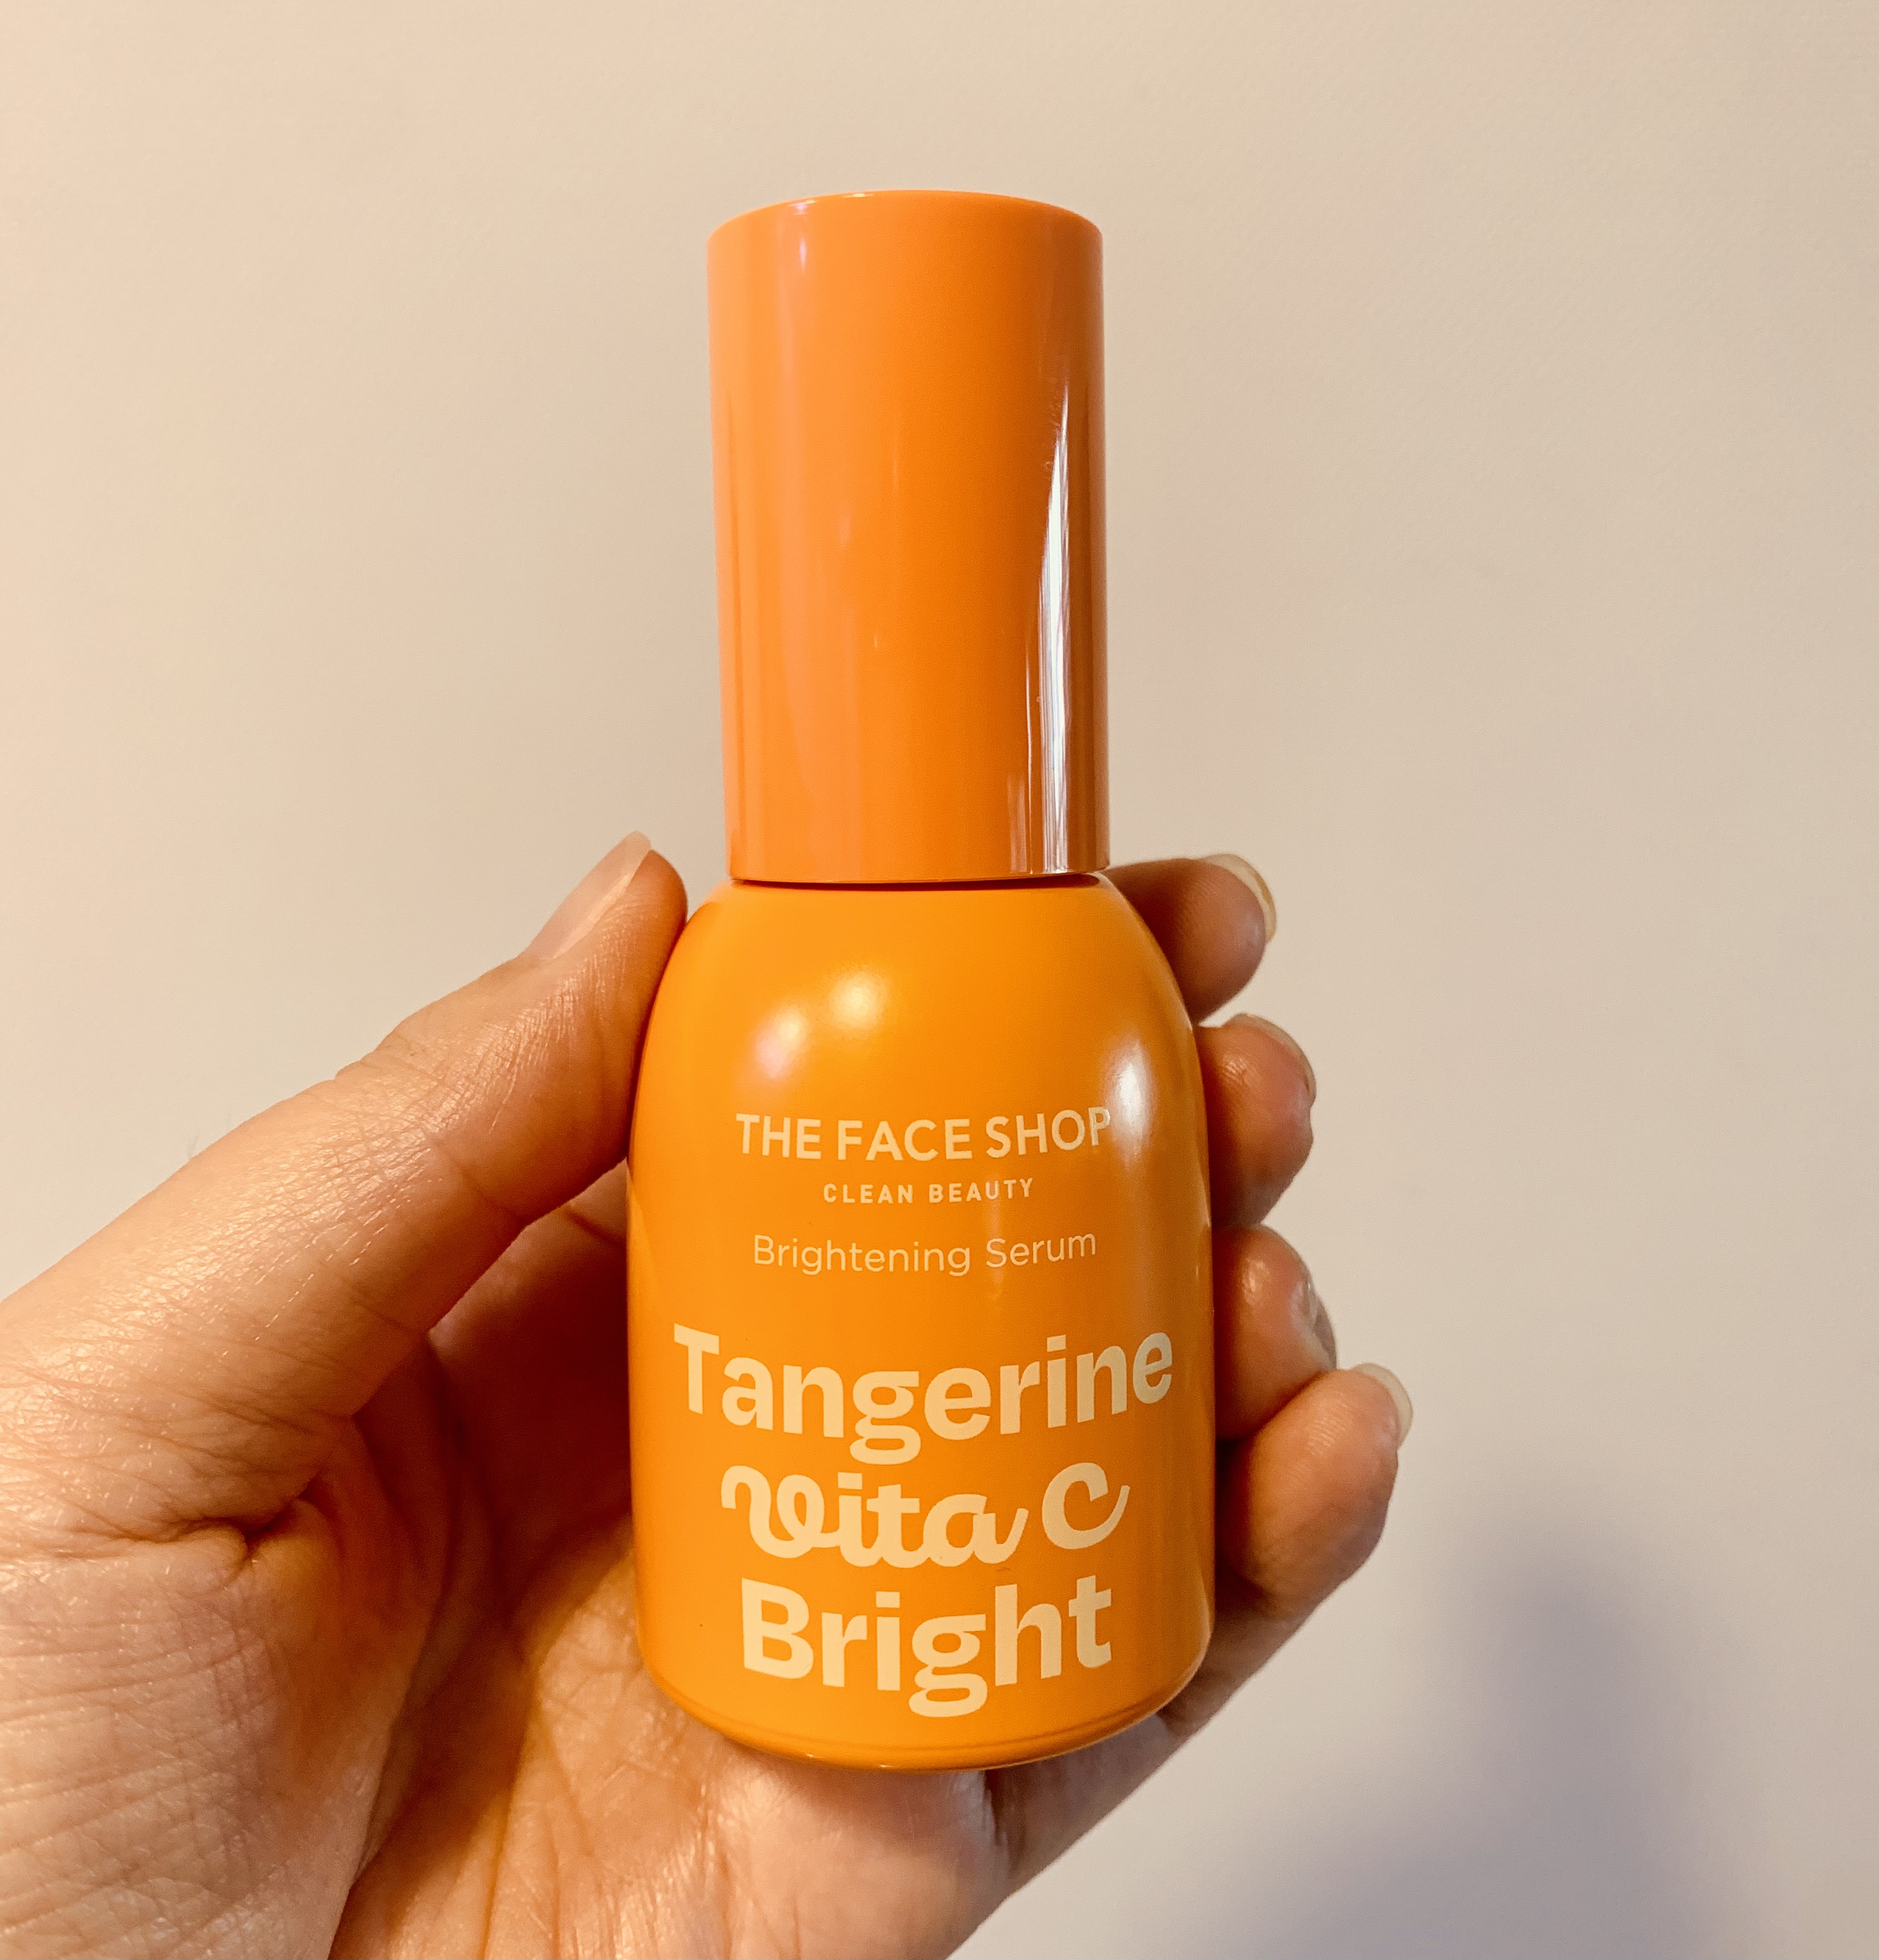 THE FACE SHOP
CLEAN BEAUTY
Brightening Serum
Tangerine
Vita C
Bright